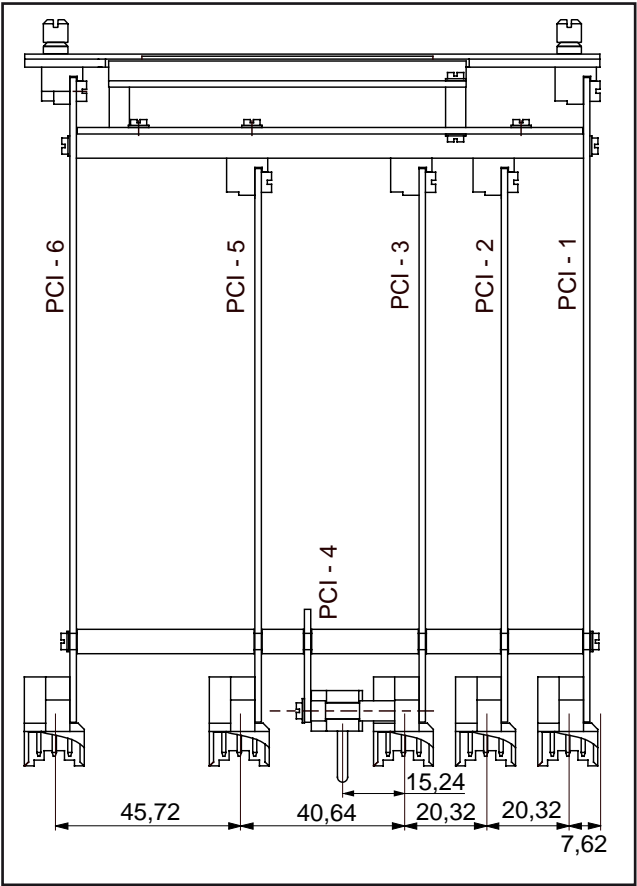 PCI - 6
PCI - 5
PCI - 3
PCI - 2
PCI - 1
PCI - 4
15,24
45,72
40,64
20,32
20,32
7,62